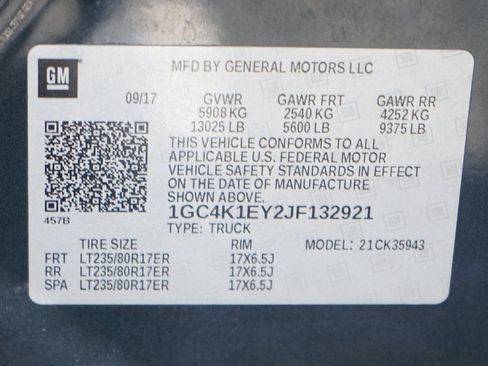 GM
MFD BY GENERAL MOTORS LLC
09/17 GVWR GAWR FRT GAWR RR
5908 KG 2540 KG 4252 KG
13025 LB 5600 LB 9375 LB
THIS VEHICLE CONFORMS TO ALL
APPLICABLE U.S. FEDERAL MOTOR
VEHICLE SAFETY STANDARDS IN EFFECT
ON THE DATE OF MANUFACTURE
SHOWN ABOVE.
457B
1GC4K1EY2JF132921
TYPE: TRUCK
TIRE SIZE RIM MODEL: 21CK35943
FRT LT235/80R17ER 17X6.5J
RR LT235/80R17ER 17X6.5J
SPA LT235/80R17ER 17X6.5J